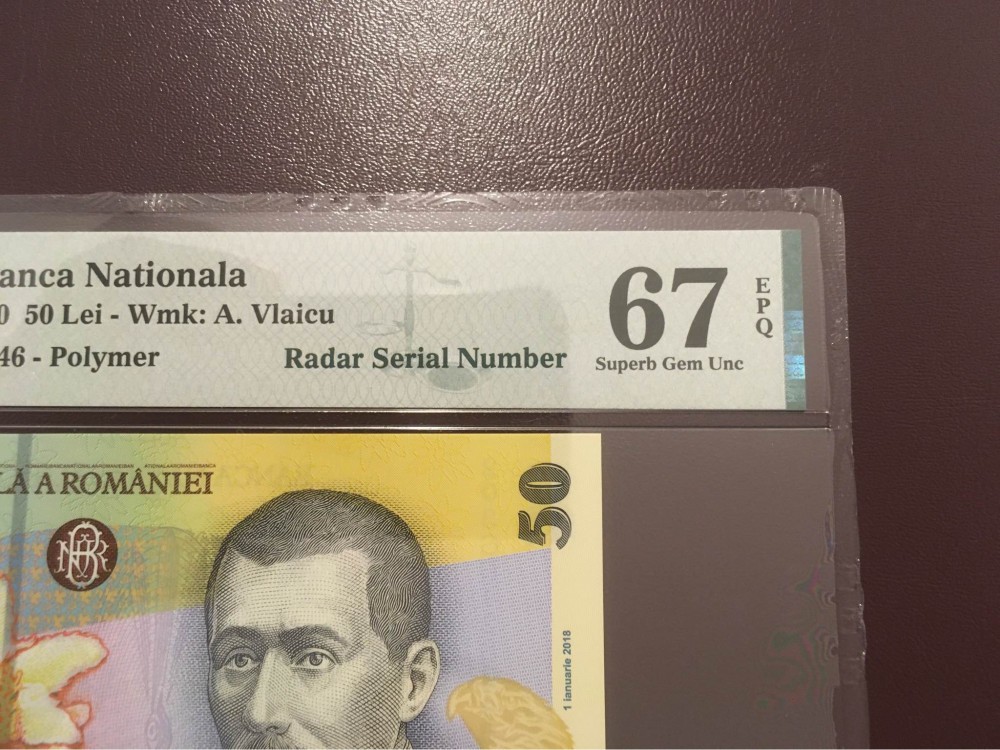 anca Nationala
0 50 Lei - Wmk: A. Vlaicu
46 - Polymer
Radar Serial Number
67
EPQ
Superb Gem Unc
LĂ A ROMÂNIEI
50
1 ianuarie 2018